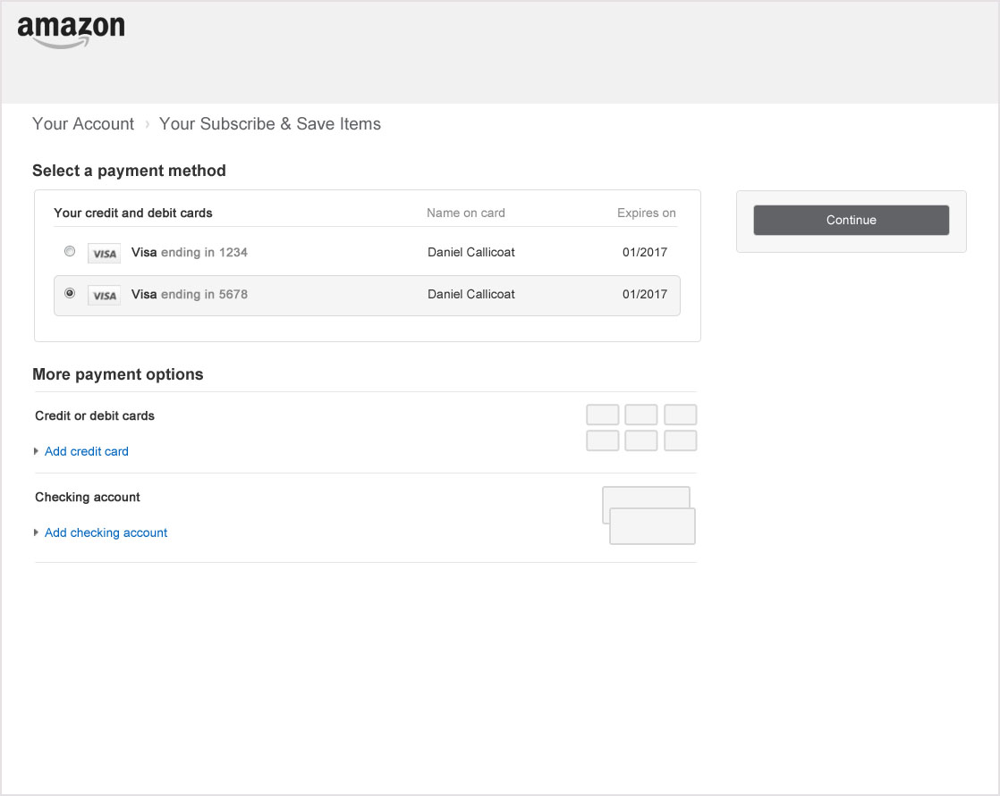 amazon
Your Account › Your Subscribe & Save Items
Select a payment method
Your credit and debit cards Name on card Expires on
VISA Visa ending in 1234 Daniel Callicoat 01/2017
VISA Visa ending in 5678 Daniel Callicoat 01/2017
Continue
More payment options
Credit or debit cards
Add credit card
Checking account
Add checking account